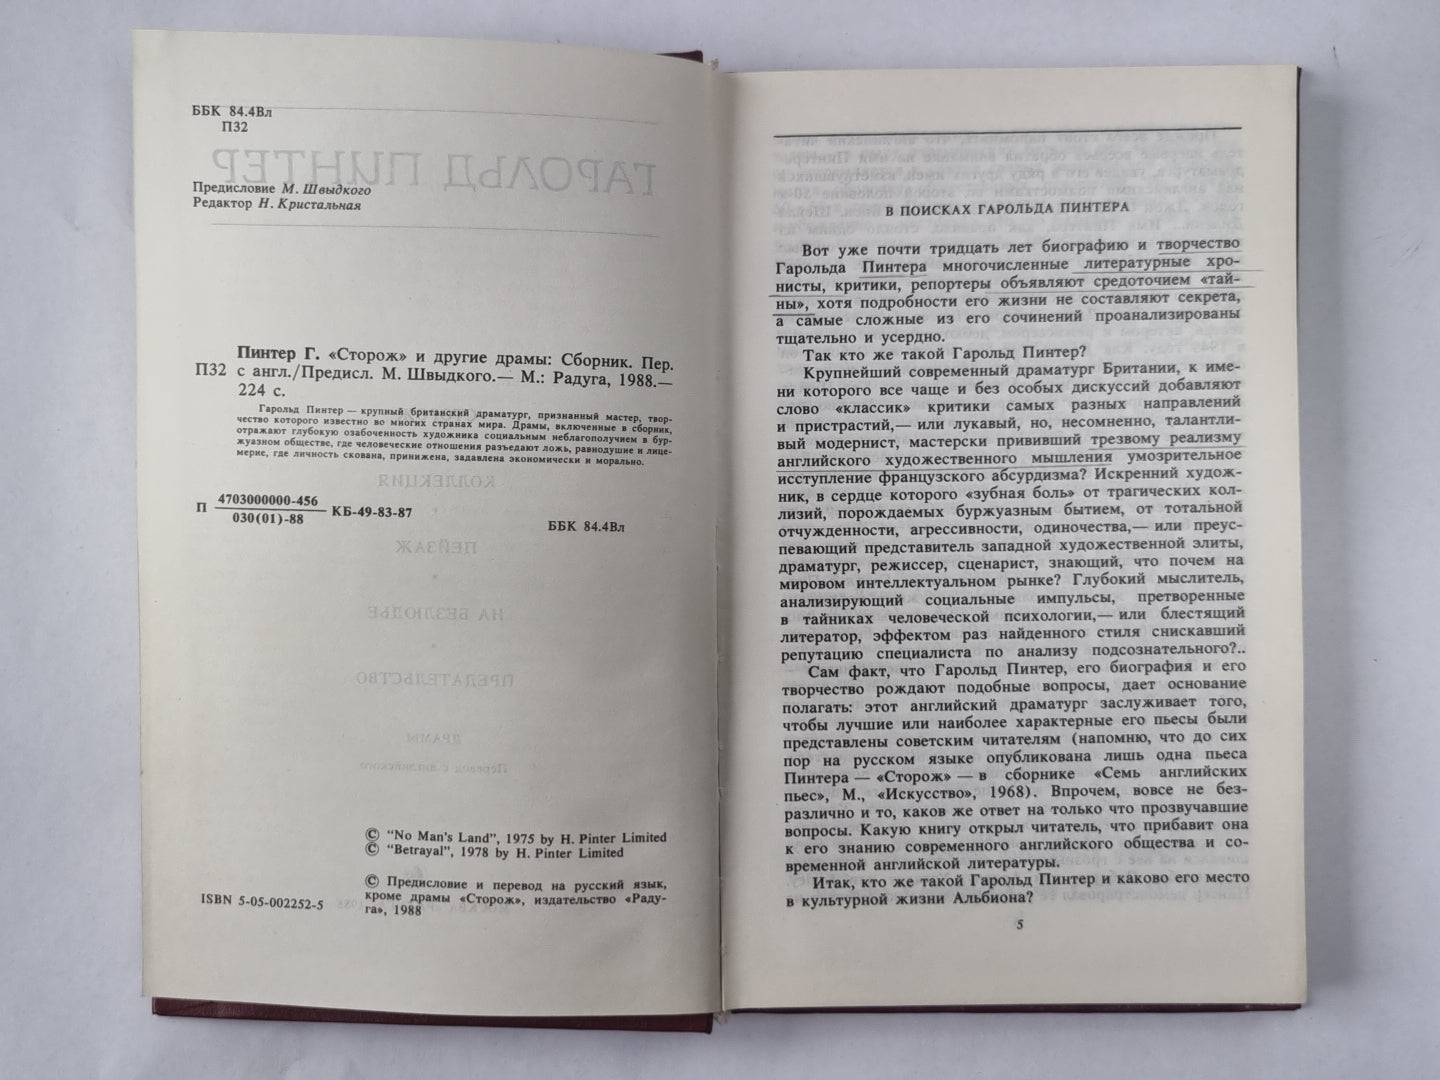 ББК 84.4Вл
П32
ГАРОЛЬД ПИНТЕР
Предисловие М. Швыдкого
Редактор Н. Кристальная
Пинтер Г. «Сторож» и другие драмы: Сборник. Пер.
П32 с англ./Предисл. М. Швыдкого.— М.: Радуга, 1988.—
224 с.
Гарольд Пинтер — крупный британский драматург, признанный мастер, твор-
чество которого известно во многих странах мира. Драмы, включенные в сборник,
отражают глубокую озабоченность художника социальным неблагополучием в бур-
жуазном обществе, где человеческие отношения разъедают ложь, равнодушие и лице-
мерие, где личность скована, принижена, задавлена экономически и морально.
КОЛЛЕКЦИЯ
П 4703000000-456
030(01)-88 КБ-49-83-87
ББК 84.4Вл
ПЕЙЗАЖ
НА БЕЗЛЮДЬЕ
ПРЕДАТЕЛЬСТВО
ДРАМЫ
Перевод с английского
© "No Man's Land", 1975 by H. Pinter Limited
© "Betrayal", 1978 by H. Pinter Limited
© Предисловие и перевод на русский язык,
кроме драмы «Сторож», издательство «Раду-
га», 1988
ISBN 5-05-002252-5
В ПОИСКАХ ГАРОЛЬДА ПИНТЕРА
Вот уже почти тридцать лет биографию и творчество
Гарольда Пинтера многочисленные литературные хро-
нисты, критики, репортеры объявляют средоточием «тай-
ны», хотя подробности его жизни не составляют секрета,
а самые сложные из его сочинений проанализированы
тщательно и усердно.
Так кто же такой Гарольд Пинтер?
Крупнейший современный драматург Британии, к име-
ни которого все чаще и без особых дискуссий добавляют
слово «классик» критики самых разных направлений
и пристрастий,— или лукавый, но, несомненно, талантли-
вый модернист, мастерски прививший трезвому реализму
английского художественного мышления умозрительное
исступление французского абсурдизма? Искренний худож-
ник, в сердце которого «зубная боль» от трагических кол-
лизий, порождаемых буржуазным бытием, от тотальной
отчужденности, агрессивности, одиночества,— или преус-
певающий представитель западной художественной элиты,
драматург, режиссер, сценарист, знающий, что почем на
мировом интеллектуальном рынке? Глубокий мыслитель,
анализирующий социальные импульсы, претворенные
в тайниках человеческой психологии,— или блестящий
литератор, эффектом раз найденного стиля снискавший
репутацию специалиста по анализу подсознательного?..
Сам факт, что Гарольд Пинтер, его биография и его
творчество рождают подобные вопросы, дает основание
полагать: этот английский драматург заслуживает того,
чтобы лучшие или наиболее характерные его пьесы были
представлены советским читателям (напомню, что до сих
пор на русском языке опубликована лишь одна пьеса
Пинтера — «Сторож» — в сборнике «Семь английских
пьес», М., «Искусство», 1968). Впрочем, вовсе не без-
различно и то, каков же ответ на только что прозвучавшие
вопросы. Какую книгу открыл читатель, что прибавит она
к его знанию современного английского общества и со-
временной английской литературы.
Итак, кто же такой Гарольд Пинтер и каково его место
в культурной жизни Альбиона?
5